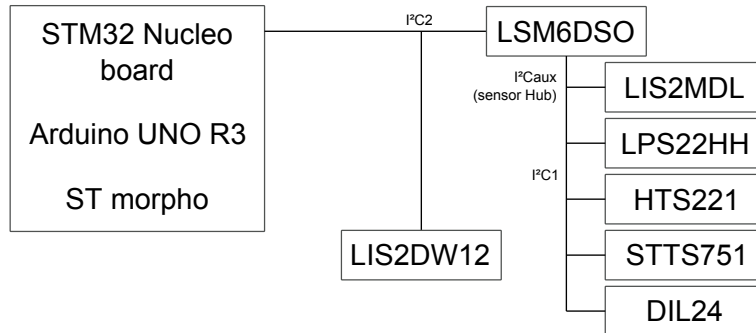 STM32 Nucleo
board
Arduino UNO R3
ST morpho
I²C2
LSM6DSO
I²Caux
(sensor Hub)
LIS2MDL
LPS22HH
I²C1
HTS221
LIS2DW12
STTS751
DIL24